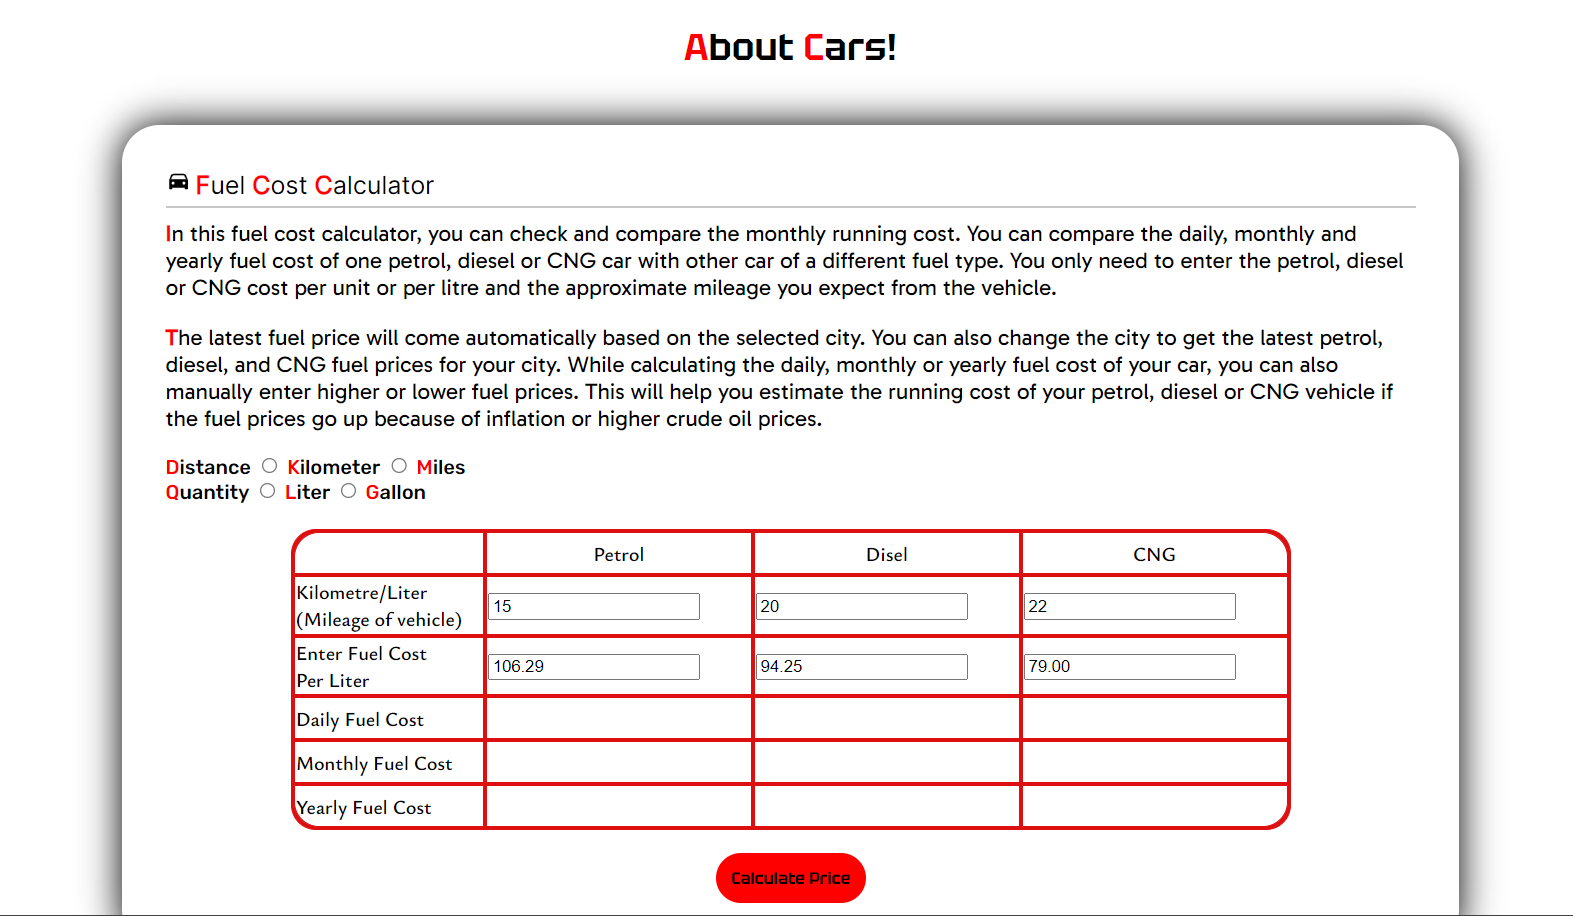 About Cars!
Fuel Cost Calculator
In this fuel cost calculator, you can check and compare the monthly running cost. You can compare the daily, monthly and
yearly fuel cost of one petrol, diesel or CNG car with other car of a different fuel type. You only need to enter the petrol, diesel
or CNG cost per unit or per litre and the approximate mileage you expect from the vehicle.
The latest fuel price will come automatically based on the selected city. You can also change the city to get the latest petrol,
diesel, and CNG fuel prices for your city. While calculating the daily, monthly or yearly fuel cost of your car, you can also
manually enter higher or lower fuel prices. This will help you estimate the running cost of your petrol, diesel or CNG vehicle if
the fuel prices go up because of inflation or higher crude oil prices.
Distance Kilometer Miles
Quantity Liter Gallon
Petrol Disel CNG
Kilometre/Liter
(Mileage of vehicle) 15 20 22
Enter Fuel Cost
Per Liter 106.29 94.25 79.00
Daily Fuel Cost
Monthly Fuel Cost
Yearly Fuel Cost
Calculate Price